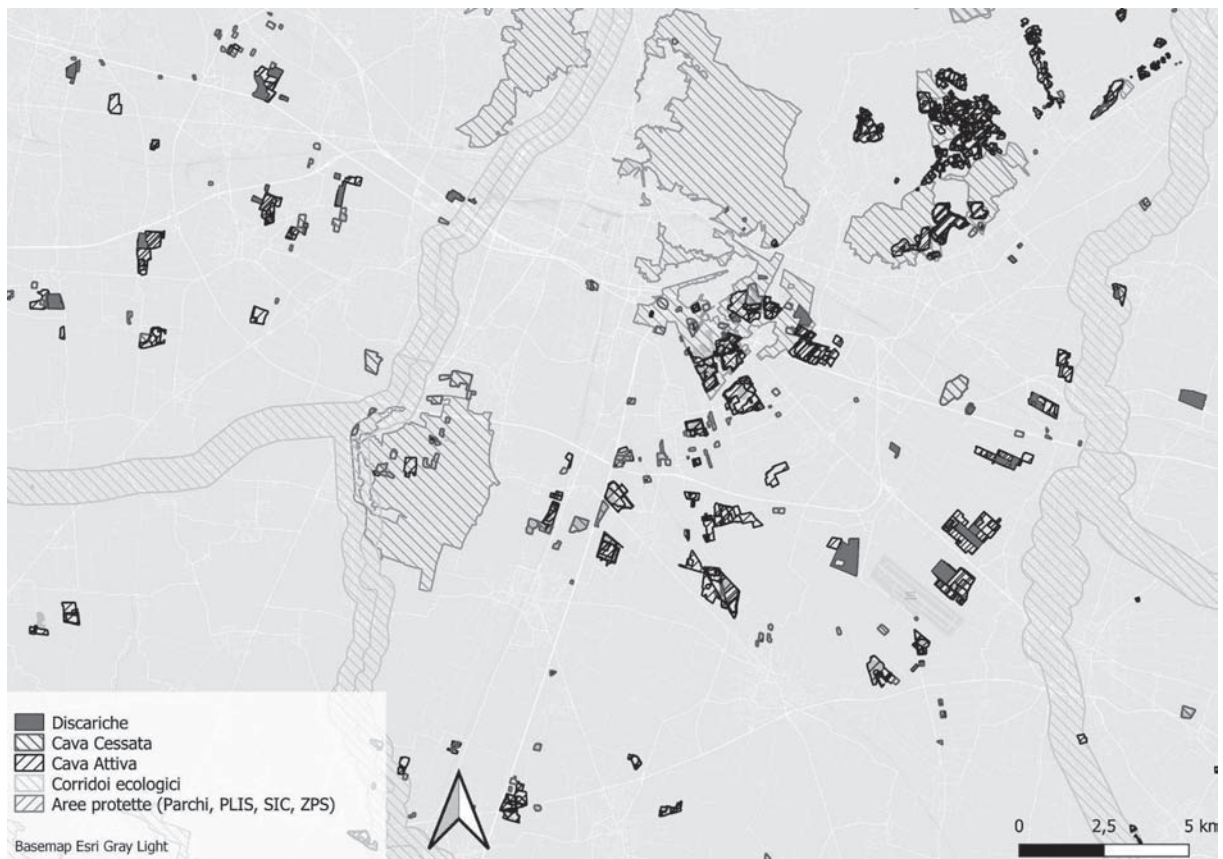 Discariche
Cava Cessata
Cava Attiva
Corridoi ecologici
Aree protette (Parchi, PLIS, SIC, ZPS)
Basemap Esri Gray Light
0 2,5 5 km